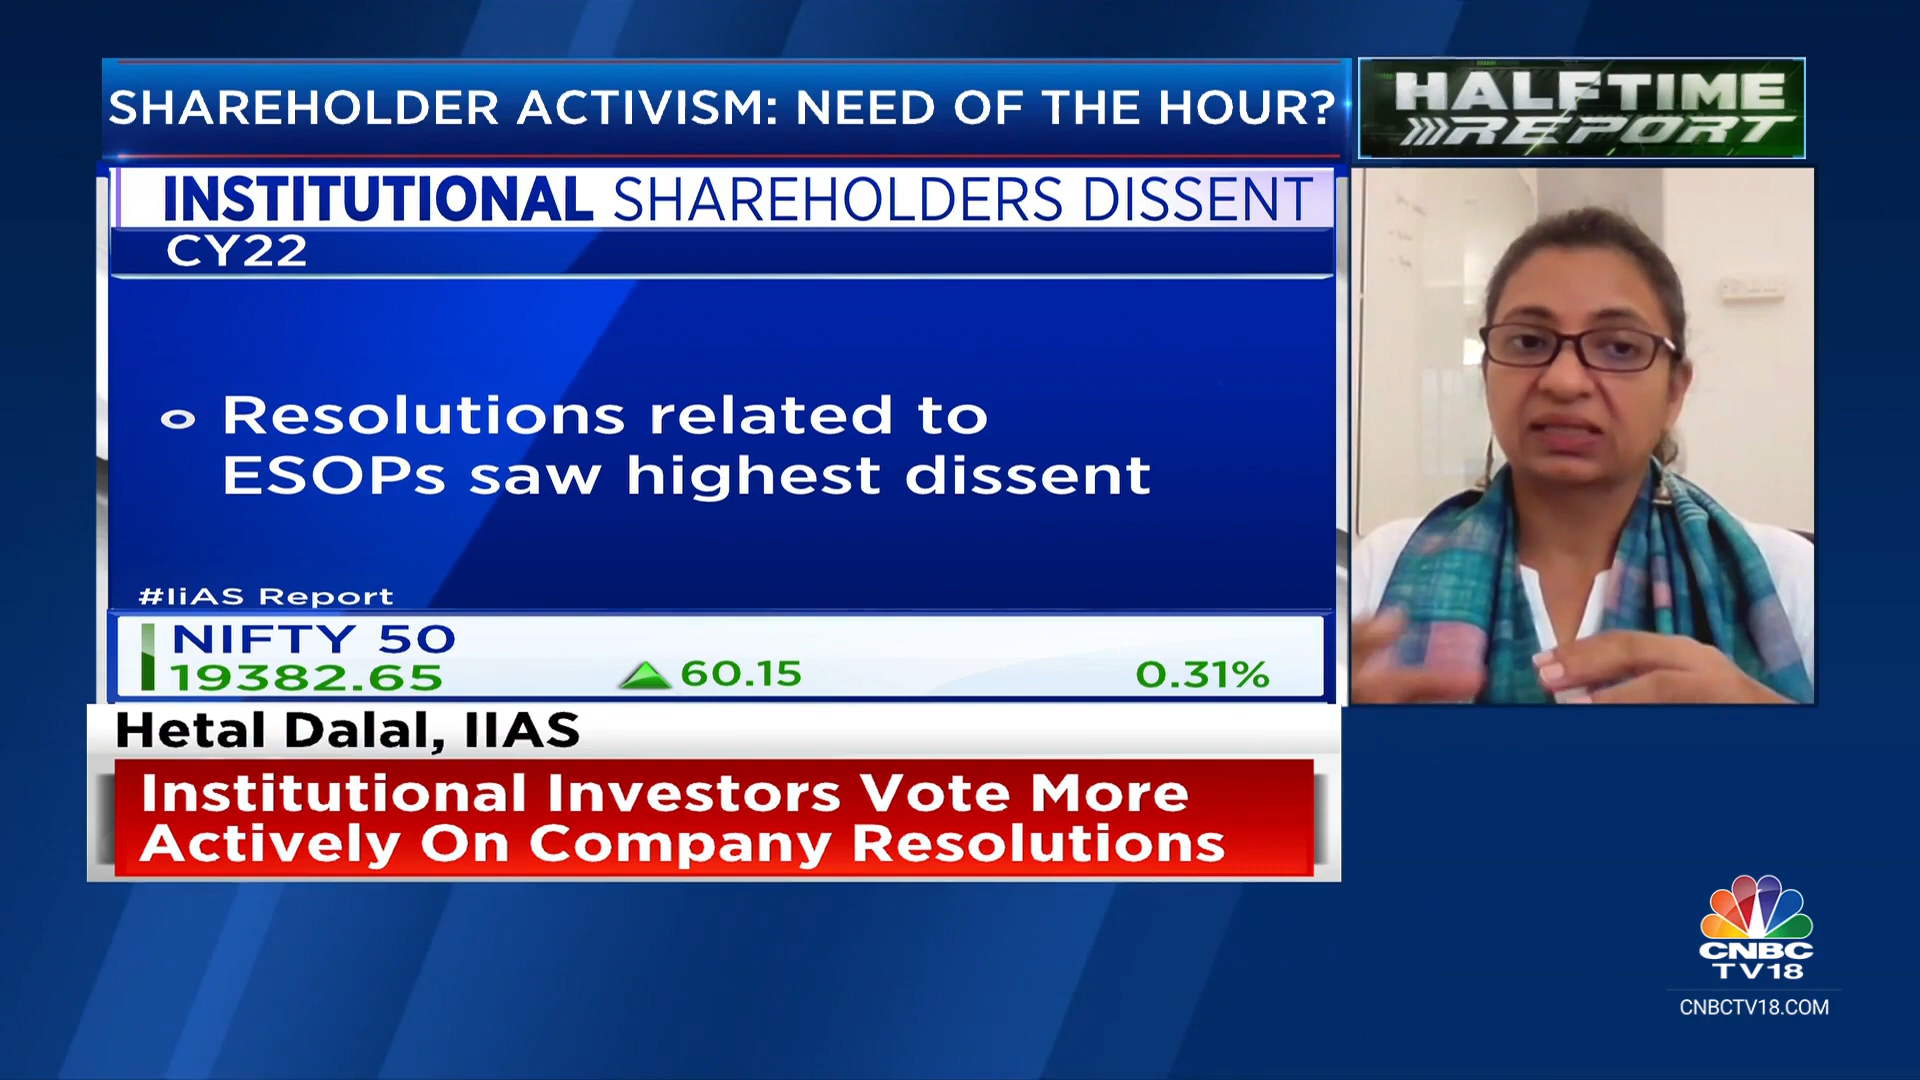 SHAREHOLDER ACTIVISM: NEED OF THE HOUR?
HALFTIME
REPORT
INSTITUTIONAL SHAREHOLDERS DISSENT
CY22
Resolutions related to
ESOPs saw highest dissent
#IiAS Report
NIFTY 50
19382.65 60.15 0.31%
Hetal Dalal, IIAS
Institutional Investors Vote More
Actively On Company Resolutions
CNBC
TV18
CNBCTV18.COM